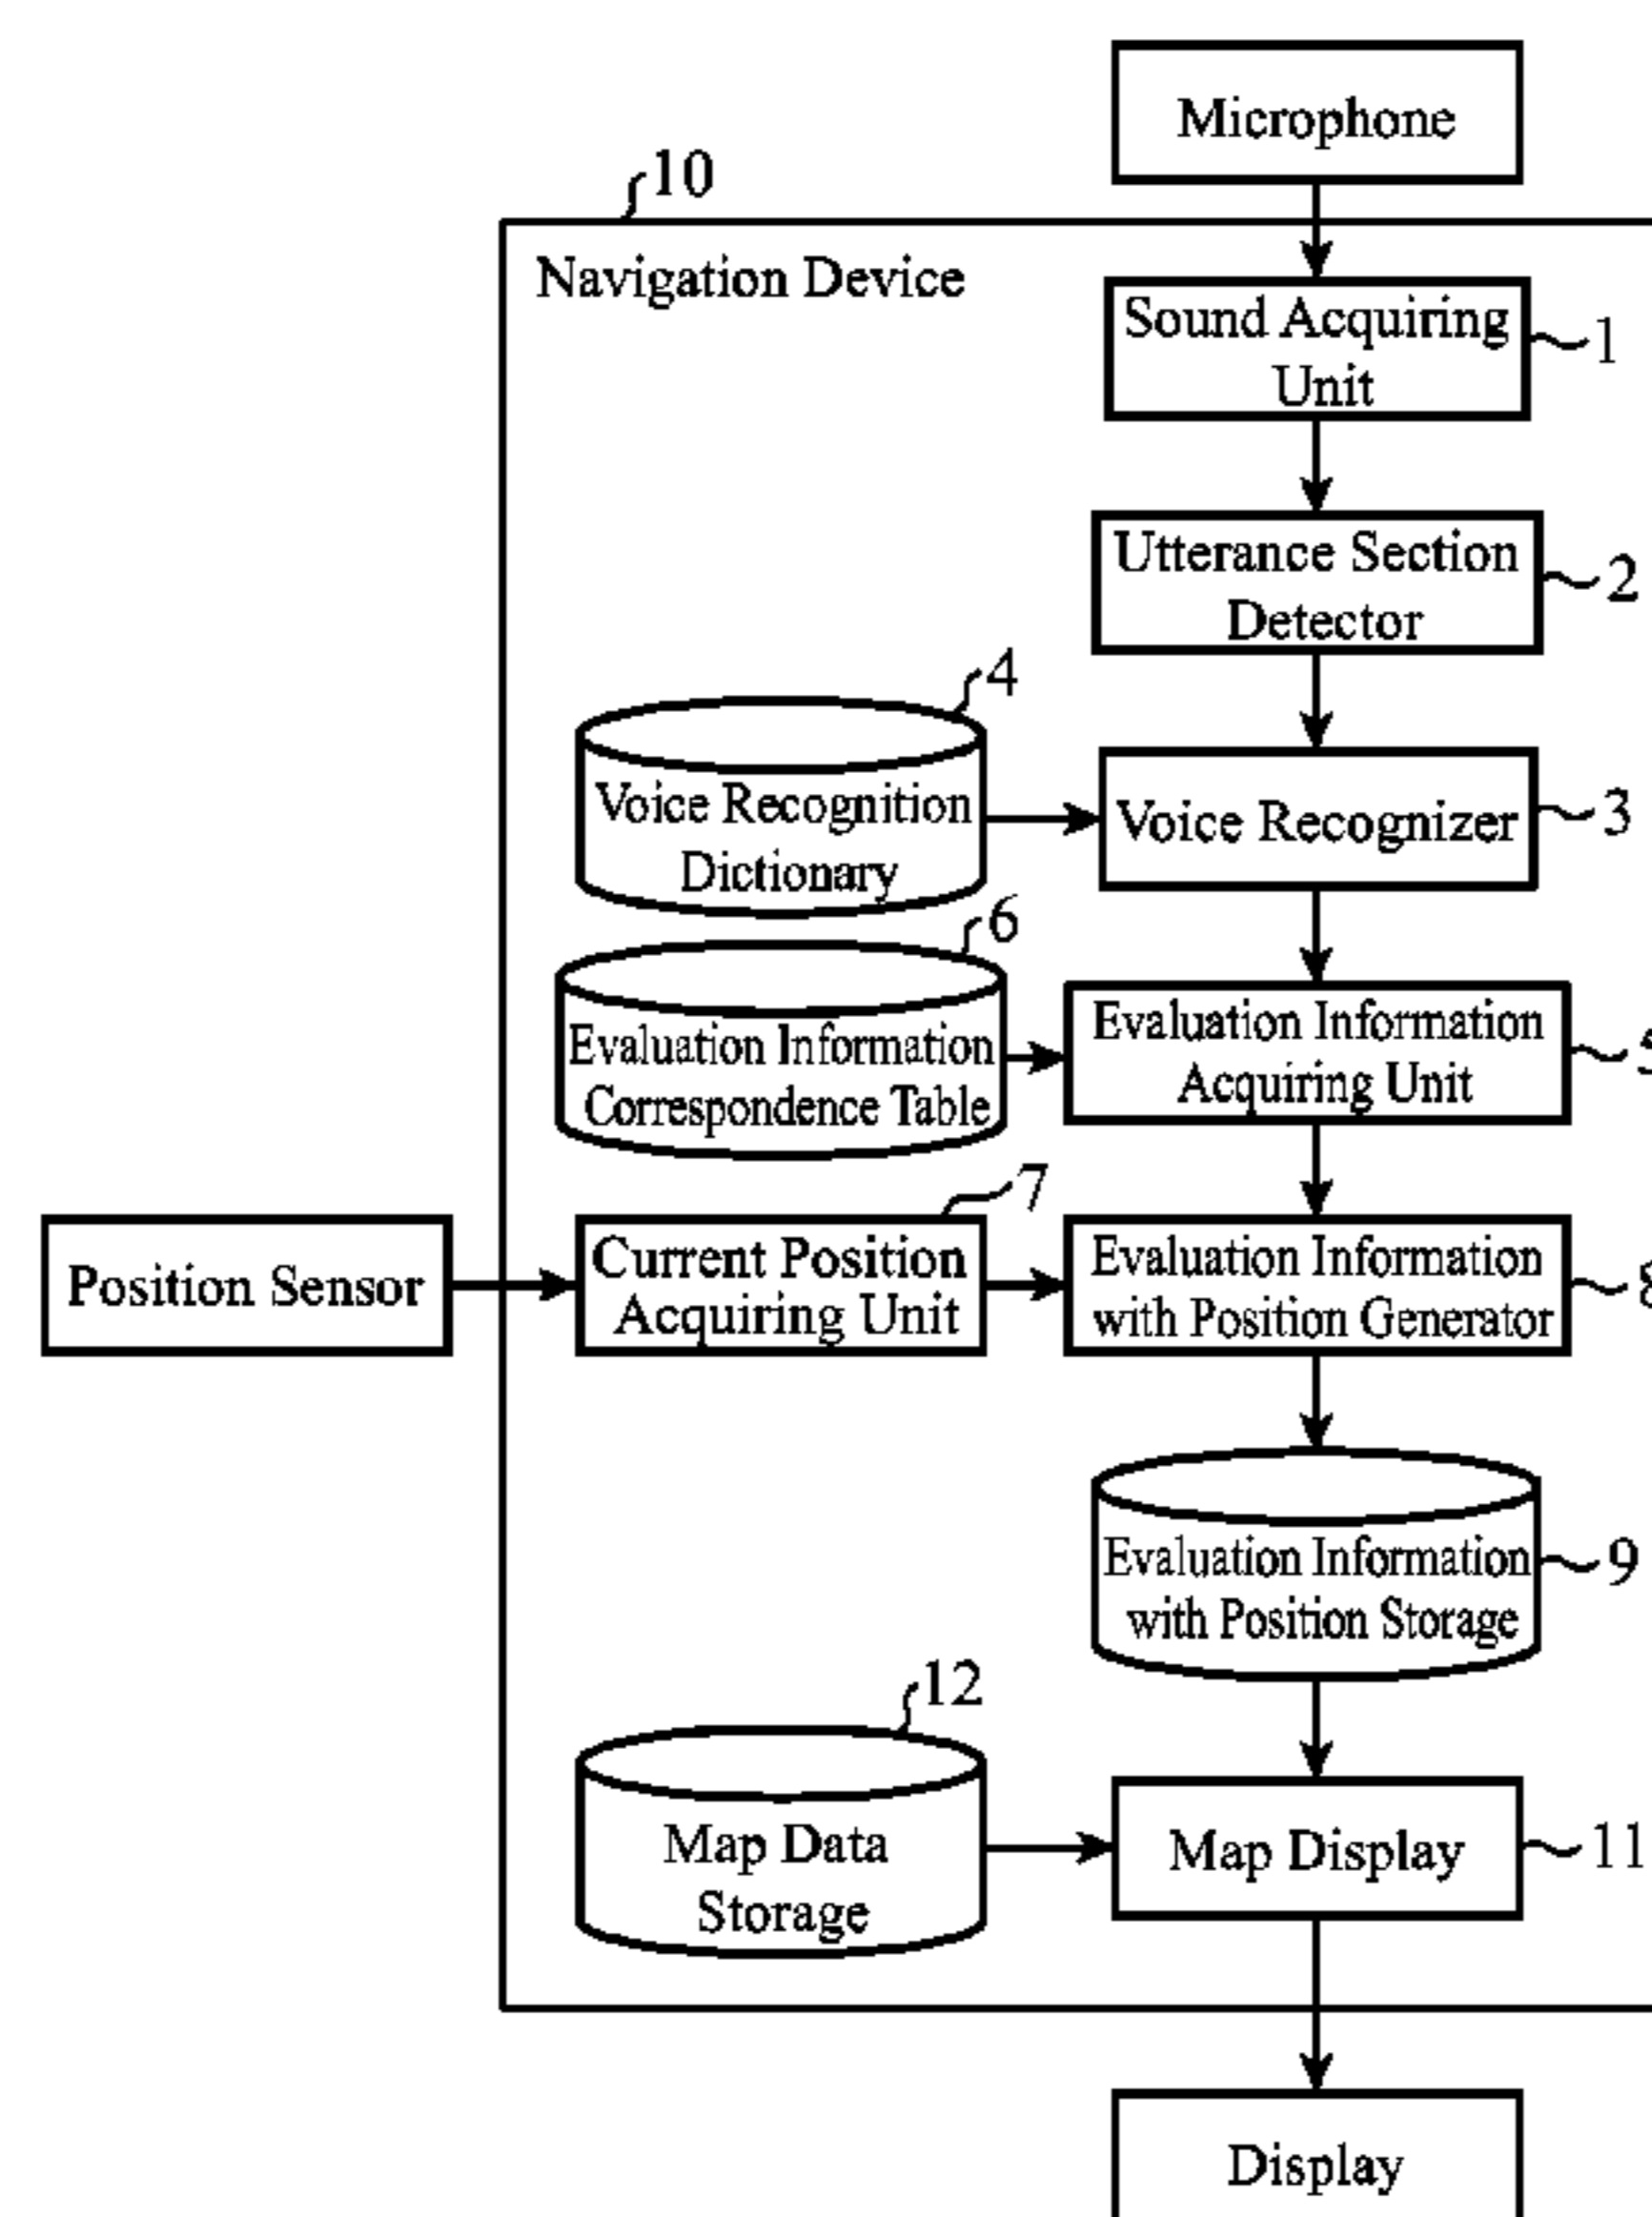 Microphone
10
Navigation Device
Sound Acquiring
Unit
1
Utterance Section
Detector
2
4
Voice Recognition
Dictionary
Voice Recognizer
3
6
Evaluation Information
Correspondence Table
Evaluation Information
Acquiring Unit
5
7
Position Sensor
Current Position
Acquiring Unit
Evaluation Information
with Position Generator
8
Evaluation Information
with Position Storage
9
12
Map Data
Storage
Map Display
11
Display